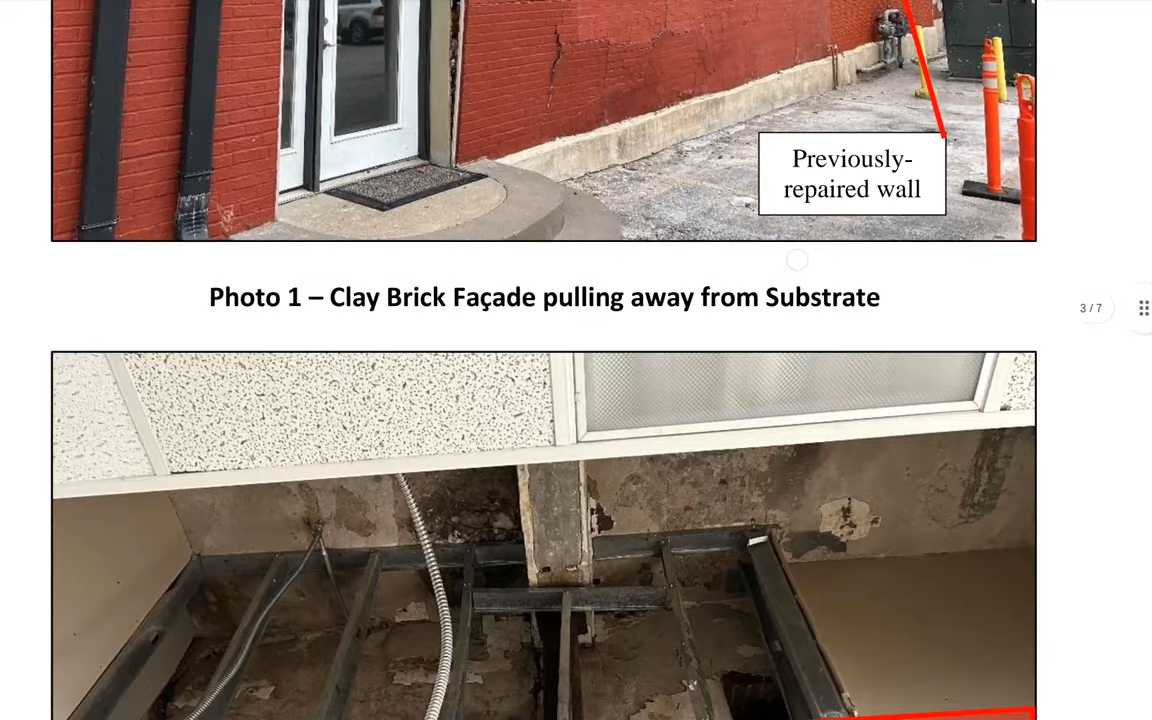 Previously-
repaired wall
Photo 1 – Clay Brick Façade pulling away from Substrate
3 / 7